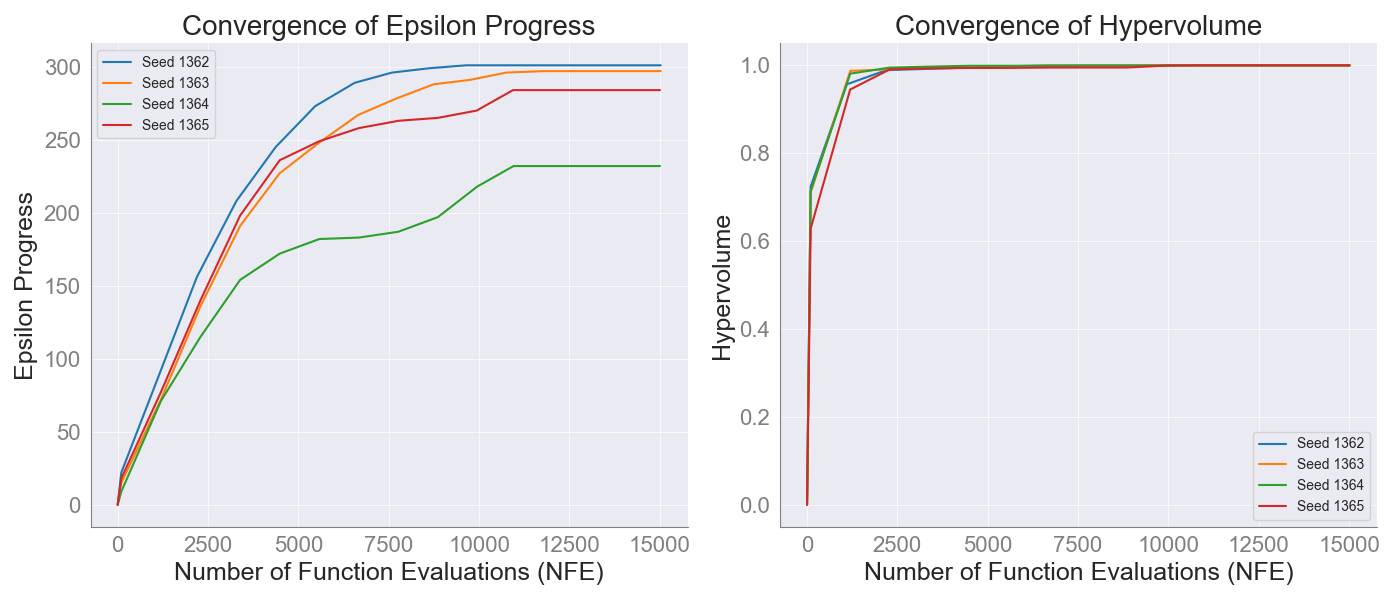 Convergence of Epsilon Progress
Seed 1362
Seed 1363
Seed 1364
Seed 1365
Epsilon Progress
300
250
200
150
100
50
0
0 2500 5000 7500 10000 12500 15000
Number of Function Evaluations (NFE)
Convergence of Hypervolume
Hypervolume
1.0
0.8
0.6
0.4
0.2
0.0
Seed 1362
Seed 1363
Seed 1364
Seed 1365
0 2500 5000 7500 10000 12500 15000
Number of Function Evaluations (NFE)